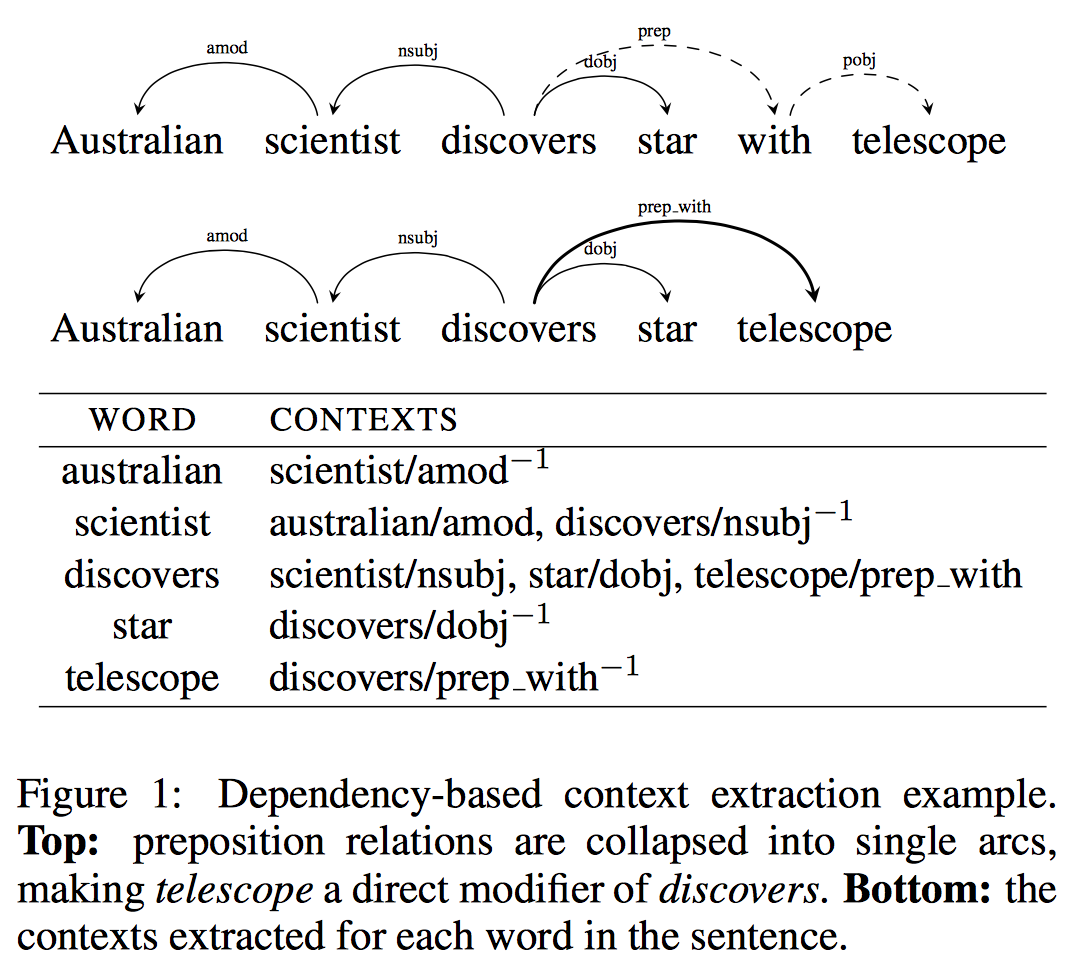 prep
amod nsubj dobj pobj
Australian scientist discovers star with telescope
prep_with
amod nsubj dobj
Australian scientist discovers star telescope
WORD CONTEXTS
australian scientist/amod⁻¹
scientist australian/amod, discovers/nsubj⁻¹
discovers scientist/nsubj, star/dobj, telescope/prep_with
star discovers/dobj⁻¹
telescope discovers/prep_with⁻¹
Figure 1: Dependency-based context extraction example.
Top: preposition relations are collapsed into single arcs,
making telescope a direct modifier of discovers. Bottom: the
contexts extracted for each word in the sentence.